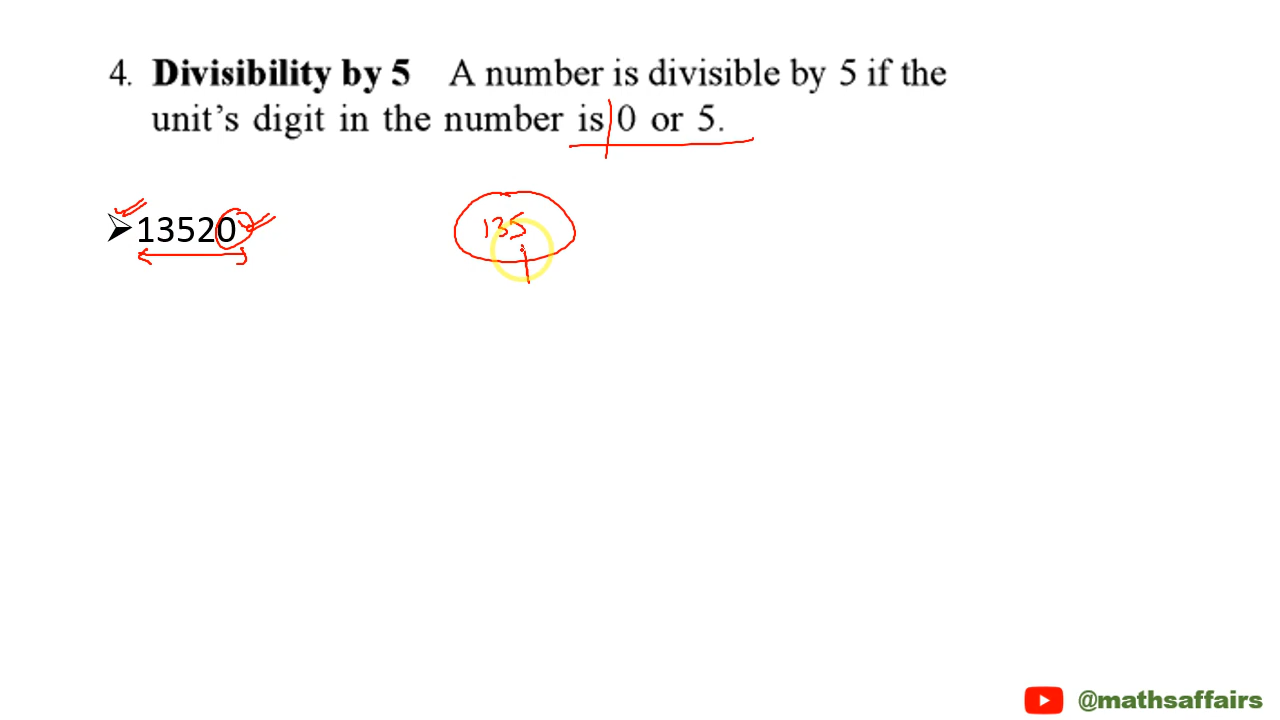 4. Divisibility by 5 A number is divisible by 5 if the
unit's digit in the number is 0 or 5.
➢13520
135
@mathsaffairs